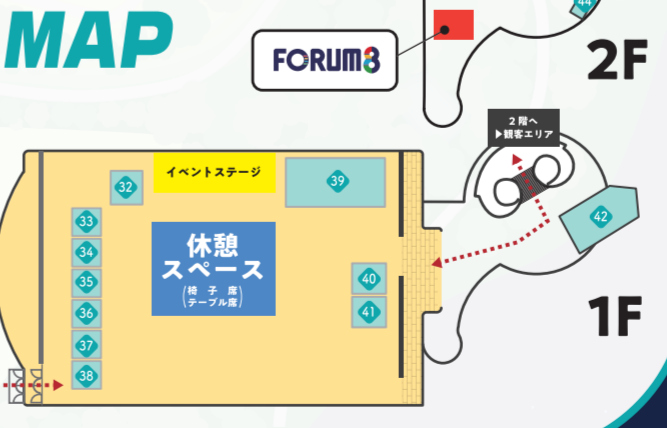 MAP
44
FORUM8
2F
2階へ
▶観客エリア
イベントステージ
32
39
33
42
休憩
スペース
34
35
(椅子席
テーブル席)
40
36
41
1F
37
38